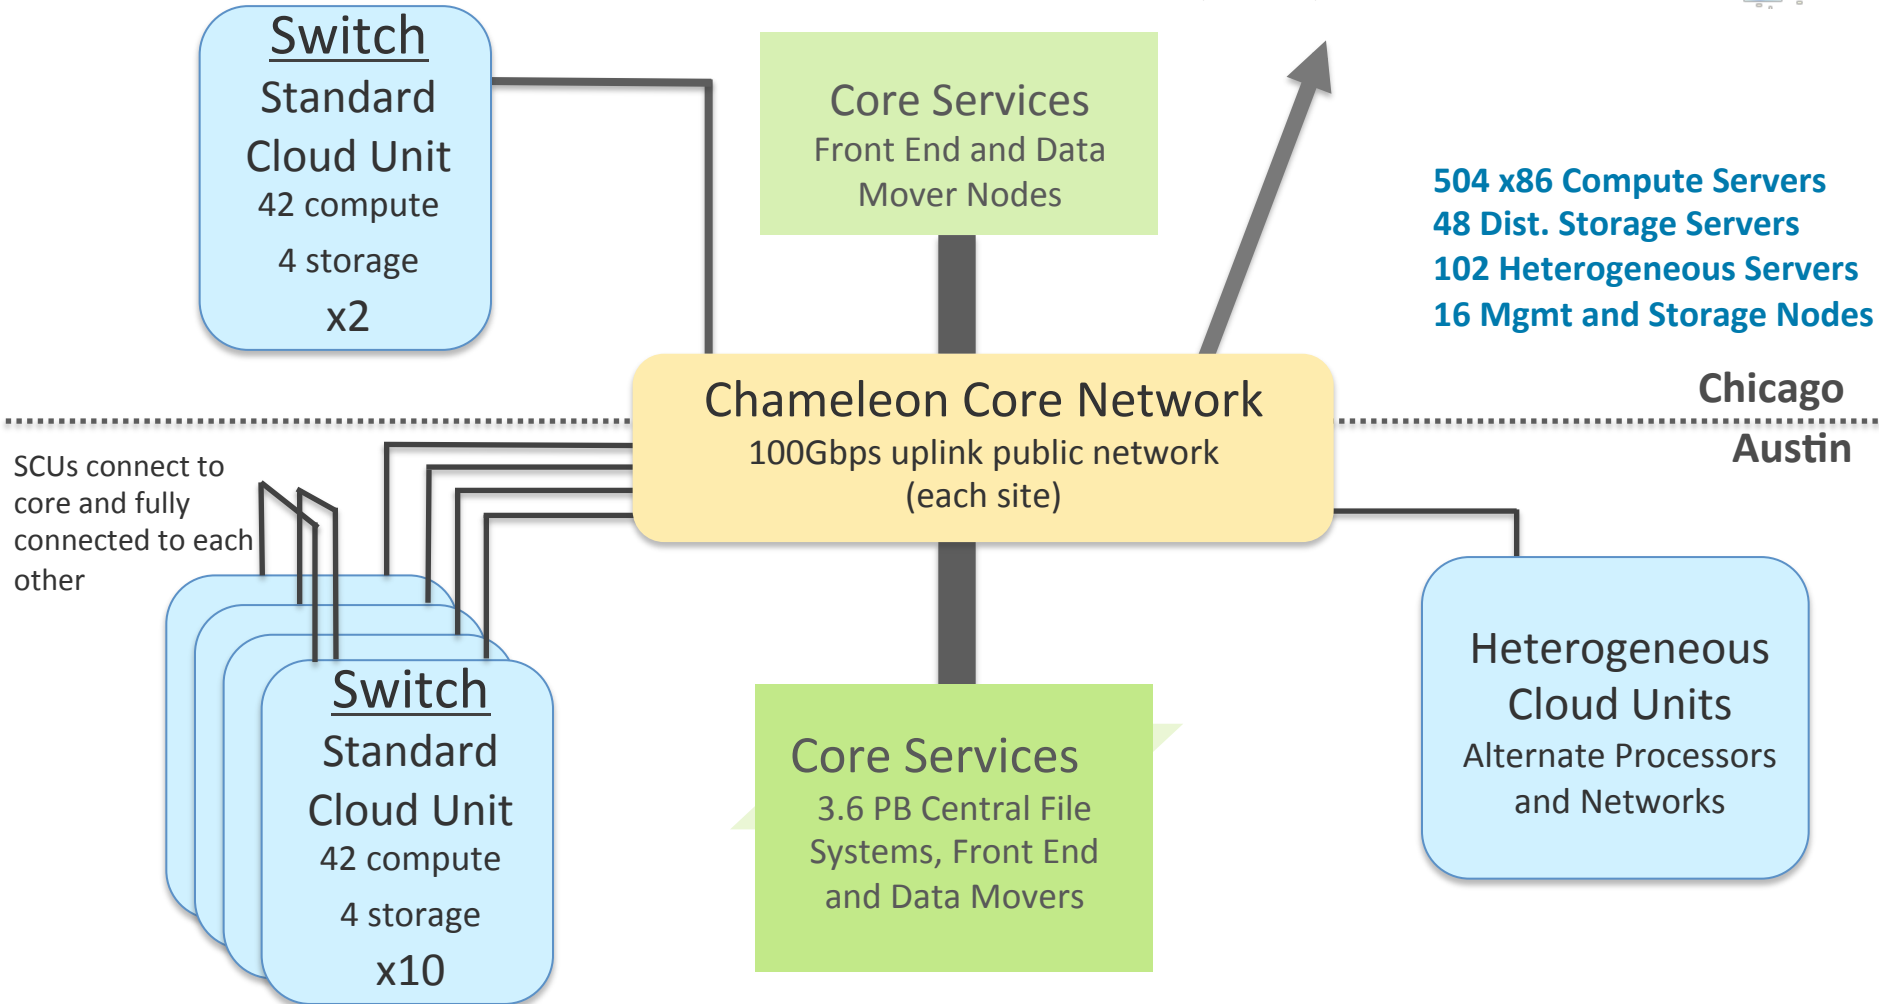 Switch
Standard
Cloud Unit
42 compute
4 storage
x2
Core Services
Front End and Data
Mover Nodes
504 x86 Compute Servers
48 Dist. Storage Servers
102 Heterogeneous Servers
16 Mgmt and Storage Nodes
Chicago
Austin
Chameleon Core Network
100Gbps uplink public network
(each site)
SCUs connect to
core and fully
connected to each
other
Switch
Standard
Cloud Unit
42 compute
4 storage
x10
Core Services
3.6 PB Central File
Systems, Front End
and Data Movers
Heterogeneous
Cloud Units
Alternate Processors
and Networks